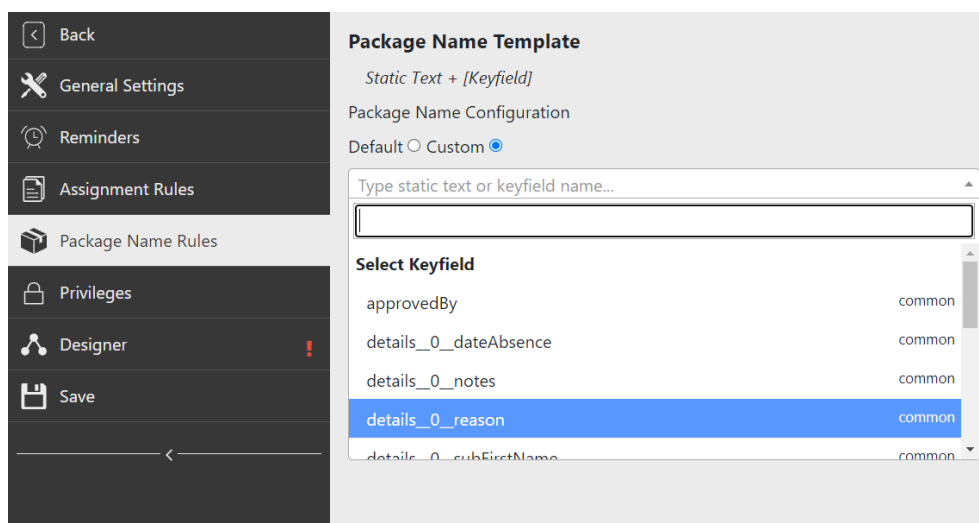 Back
General Settings
Reminders
Assignment Rules
Package Name Rules
Privileges
Designer
Save
Package Name Template
Static Text + [Keyfield]
Package Name Configuration
Default Custom
Type static text or keyfield name...
Select Keyfield
approvedBy common
details__0__dateAbsence common
details__0__notes common
details__0__reason common
details__0__subFirstName common